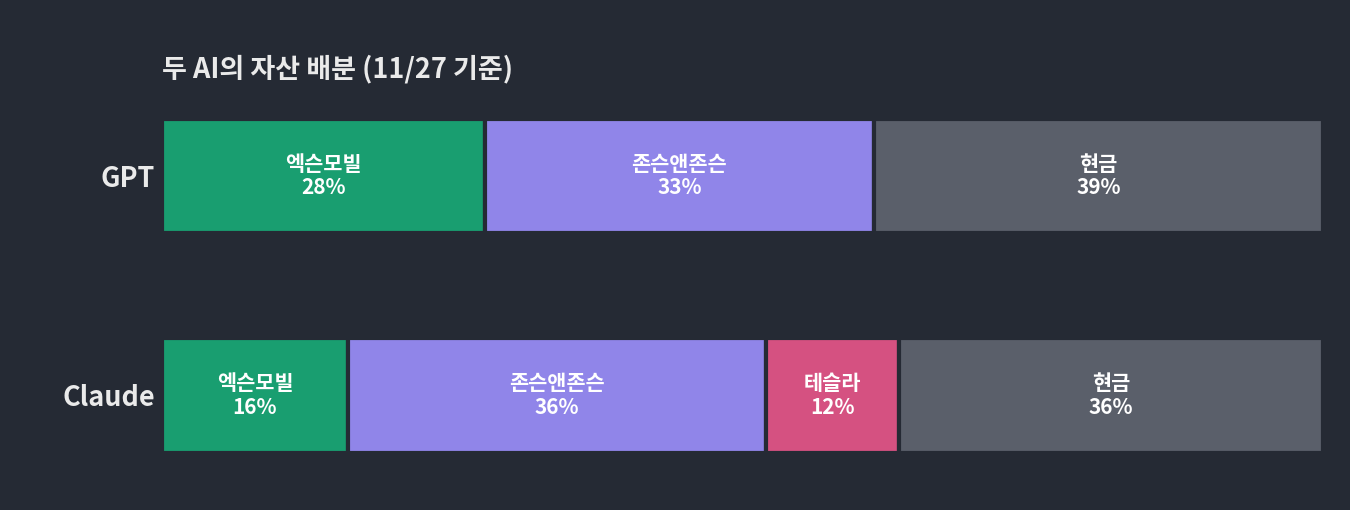 두 AI의 자산 배분 (11/27 기준)
GPT
엑슨모빌
28%
존슨앤존슨
33%
현금
39%
Claude
엑슨모빌
16%
존슨앤존슨
36%
테슬라
12%
현금
36%